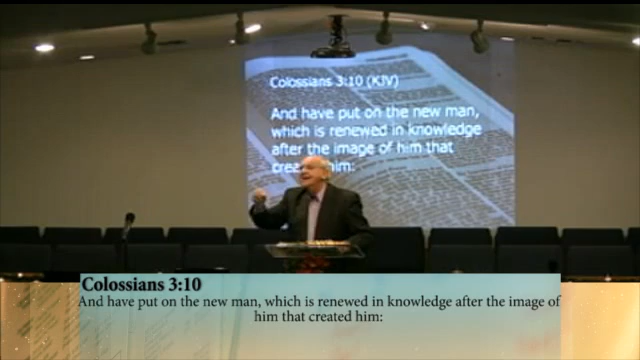 Colossians 3:10 (KJV)
And have put on the new man,
which is renewed in knowledge
after the image of him that
him:
Colossians 3:10
And have put on the new man, which is renewed in knowledge after the image of
him that created him: